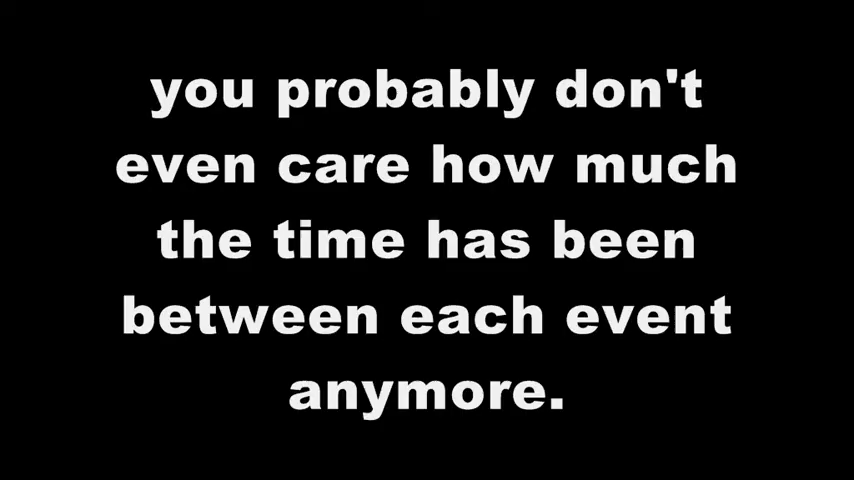 you probably don't
even care how much
the time has been
between each event
anymore.